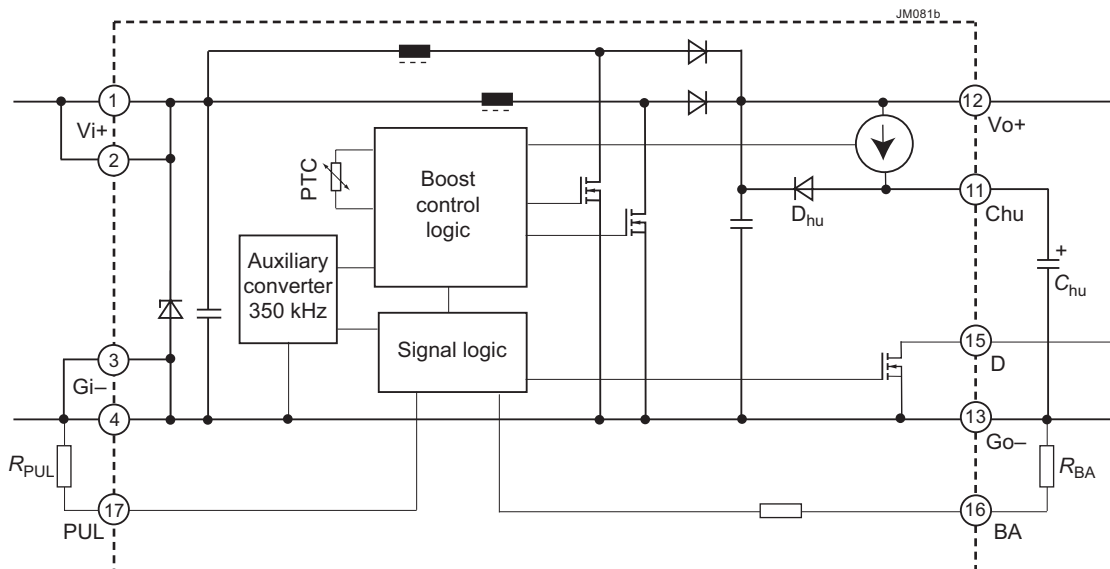 JM081b
1
12
Vi+
Vo+
2
PTC
Boost
control
logic
11
Dhu
Chu
+
Chu
Auxiliary
converter
350 kHz
Signal logic
15
D
3
Gi–
4
13
Go–
RPUL
RBA
17
PUL
16
BA